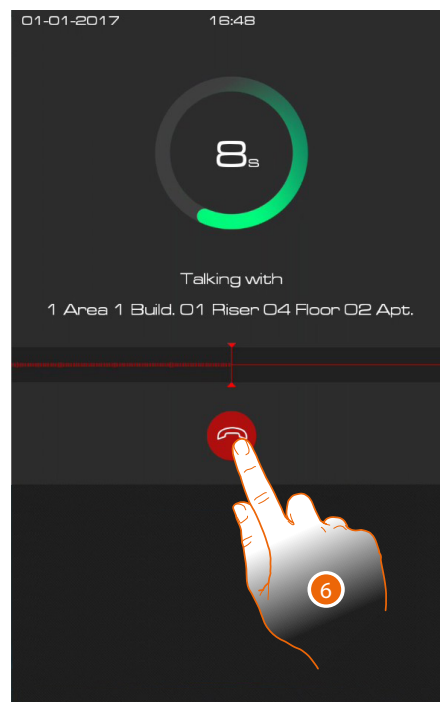 01-01-2017 16:48
8s
Talking with
1 Area 1 Build. 01 Riser 04 Floor 02 Apt.
6